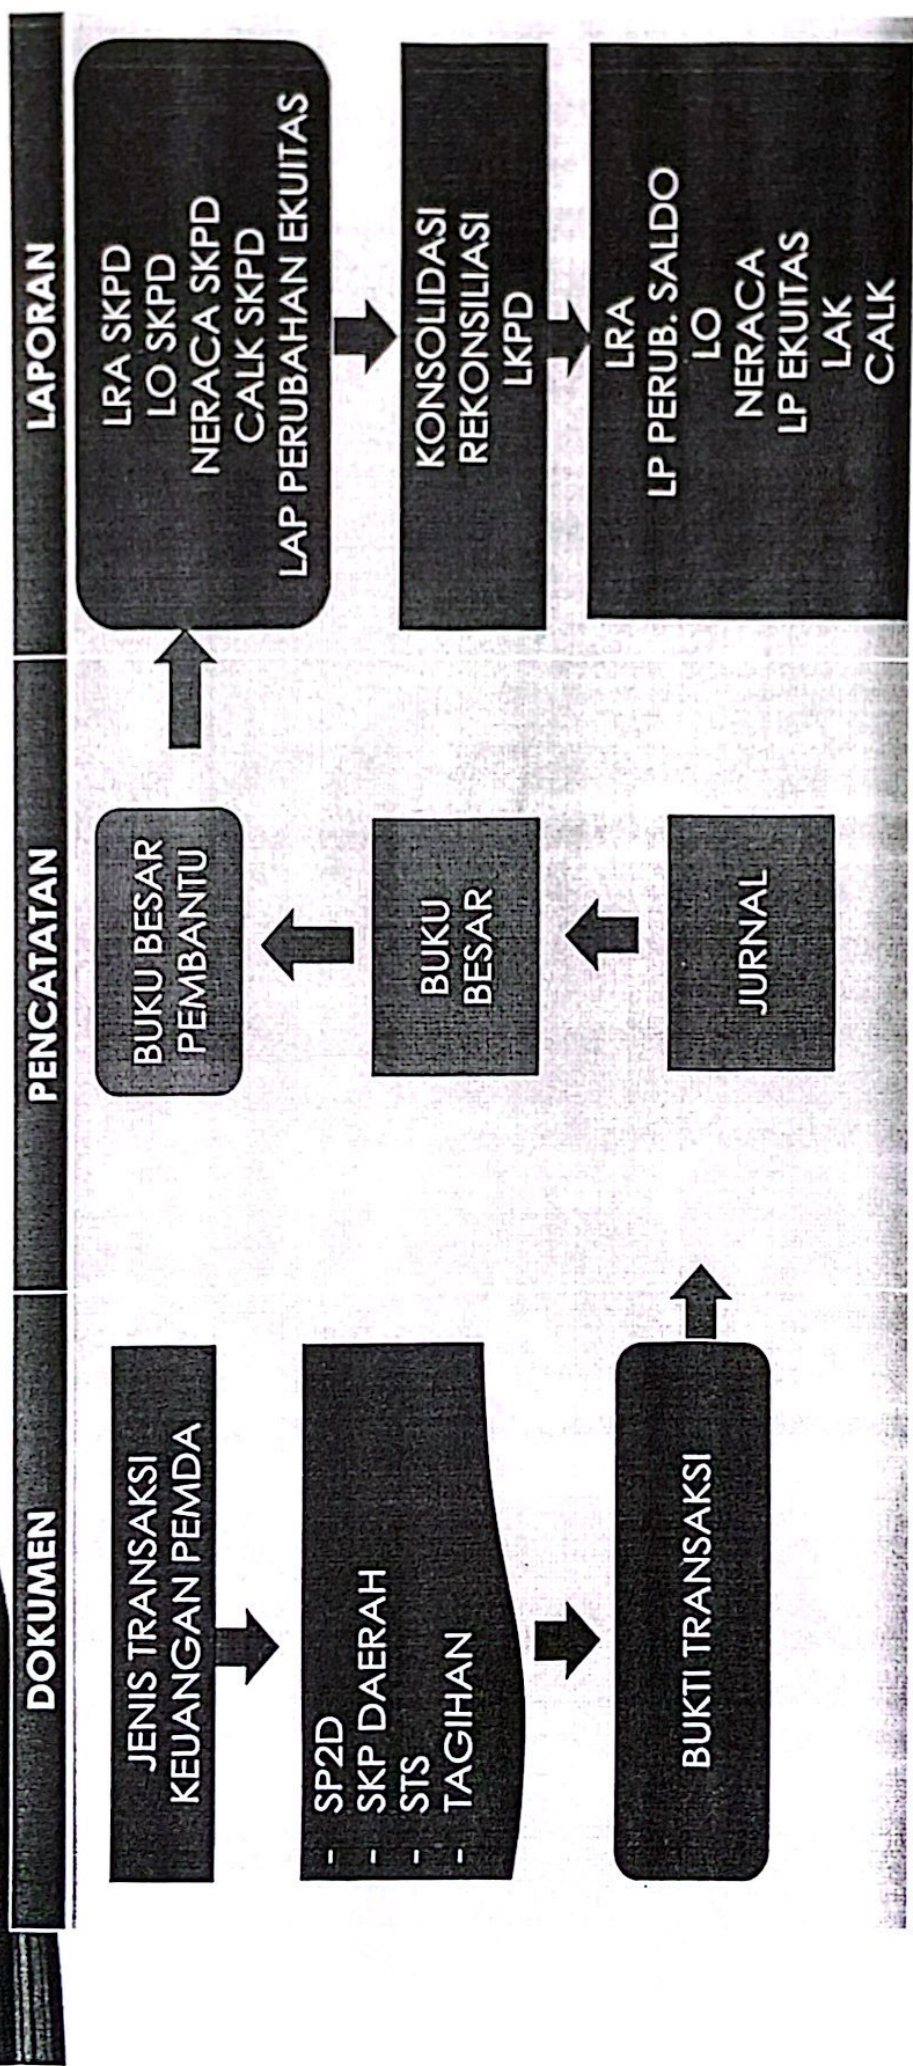 DOKUMEN
PENCATATAN
LAPORAN
JENIS TRANSAKSI
KEUANGAN PEMDA
- SP2D
- SKP DAERAH
- STS
- TAGIHAN
BUKTI TRANSAKSI
BUKU BESAR
PEMBANTU
BUKU
BESAR
JURNAL
LRA SKPD
LO SKPD
NERACA SKPD
CALK SKPD
LAP PERUBAHAN EKUITAS
KONSOLIDASI
REKONSILIASI
LKPD
LRA
LP PERUB. SALDO
LO
NERACA
LP EKUITAS
LAK
CALK